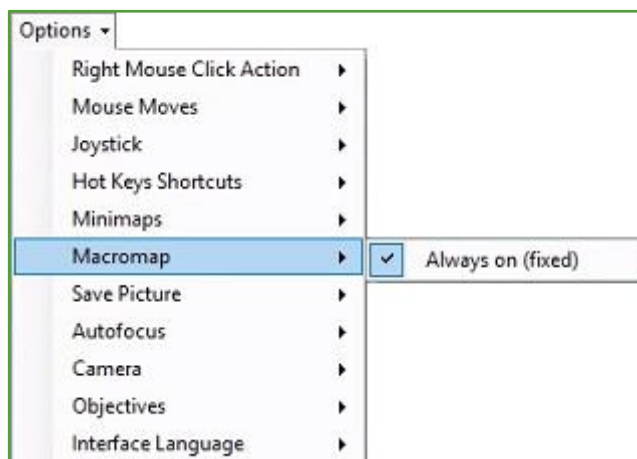 Options
Right Mouse Click Action
Mouse Moves
Joystick
Hot Keys Shortcuts
Minimaps
Macromap
Always on (fixed)
Save Picture
Autofocus
Camera
Objectives
Interface Language